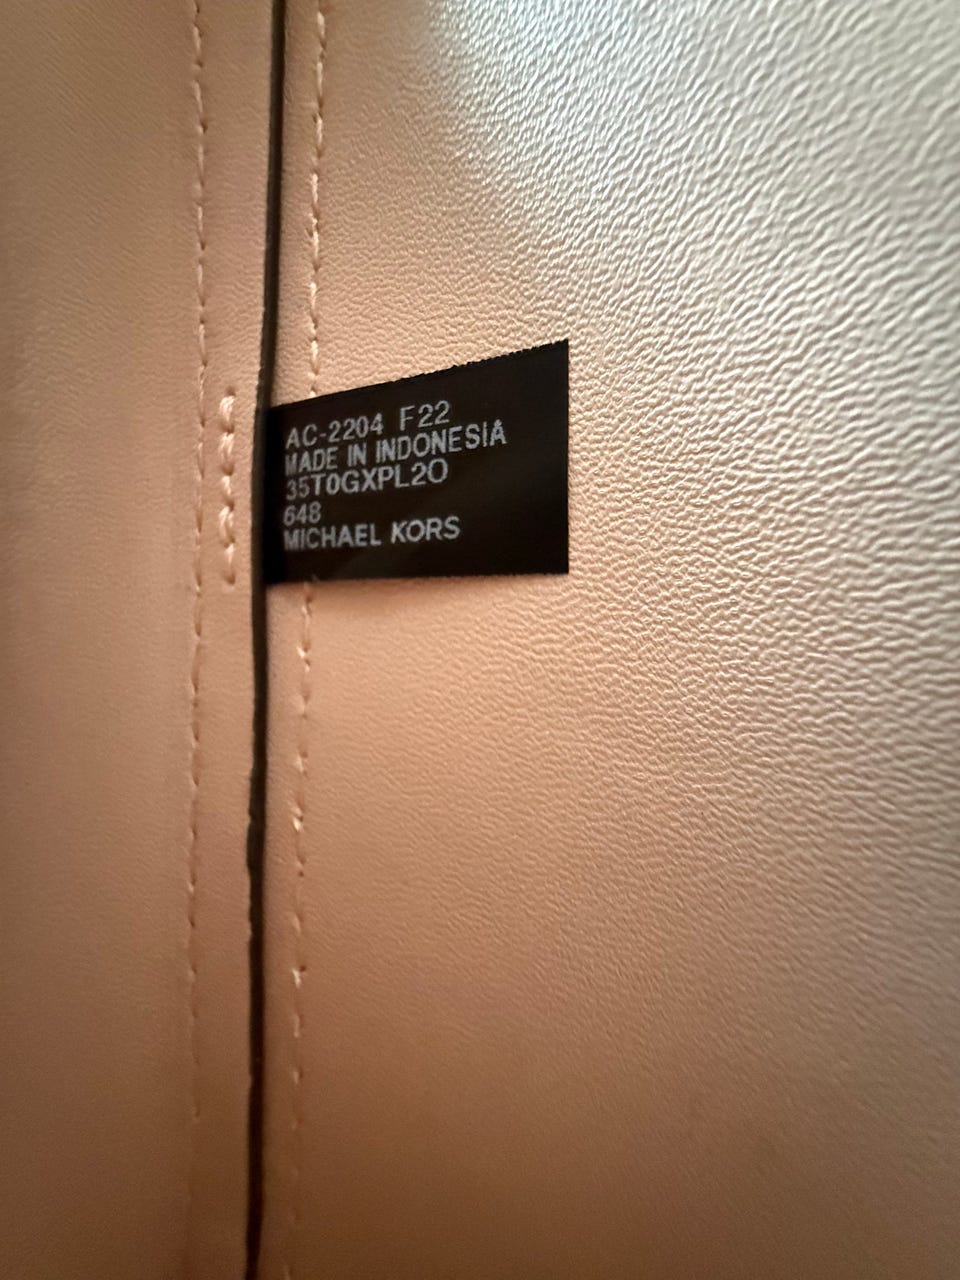 AC-2204 F22
MADE IN INDONESIA
35T0GXPL2O
648
MICHAEL KORS